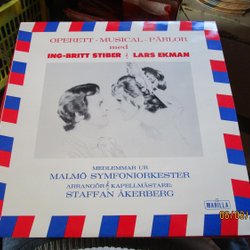 OPERETT - MUSICAL - PÄRLOR
med
ING-BRITT STIBER & LARS EKMAN
MEDLEMMAR UR
MALMÖ SYMFONIORKESTER
ARRANGÖR & KAPELLMÄSTARE:
STAFFAN ÅKERBERG
MARILLA